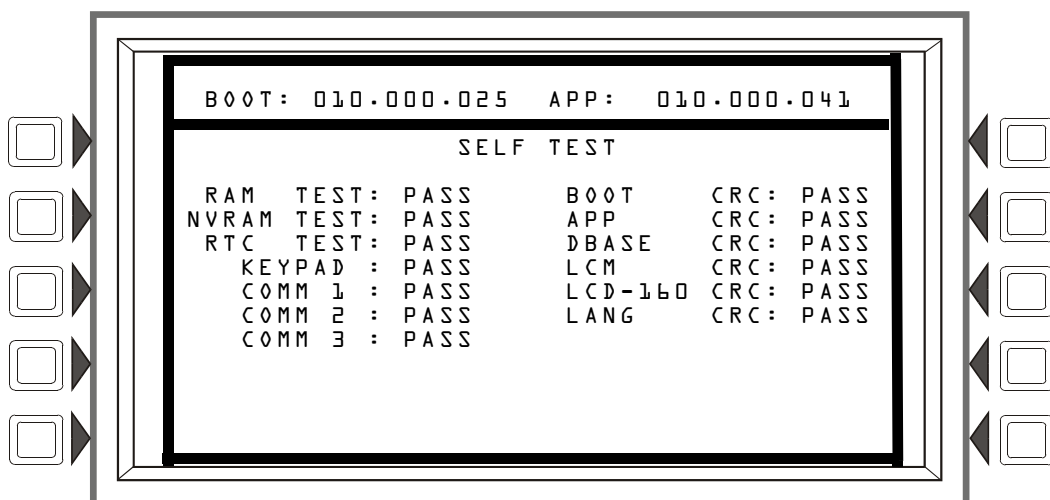 BOOT: 010.000.025 APP: 010.000.041
SELF TEST
RAM TEST: PASS BOOT CRC: PASS
NVRAM TEST: PASS APP CRC: PASS
RTC TEST: PASS DBASE CRC: PASS
KEYPAD : PASS LCM CRC: PASS
COMM 1 : PASS LCD-160 CRC: PASS
COMM 2 : PASS LANG CRC: PASS
COMM 3 : PASS